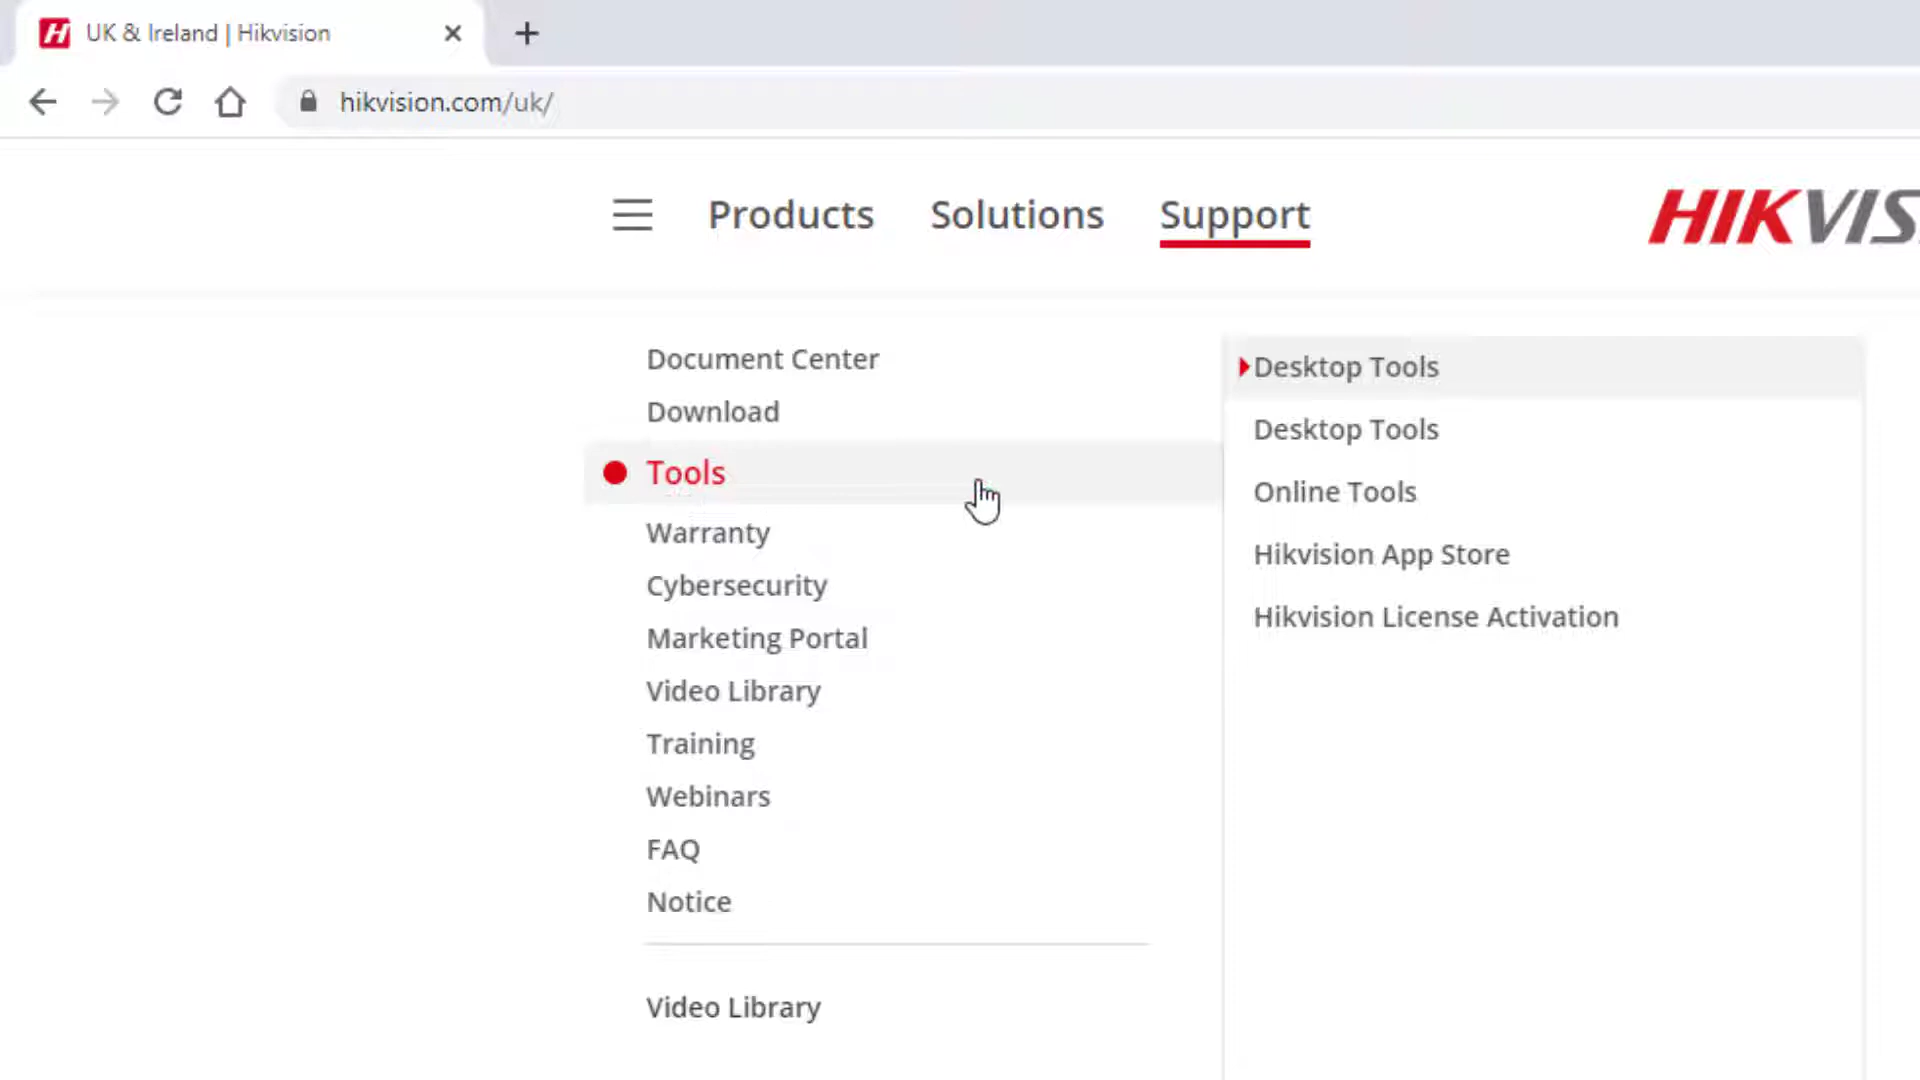 UK & Ireland | Hikvision
hikvision.com/uk/
Products Solutions Support
HIKVIS
Document Center
Download
Tools
Warranty
Cybersecurity
Marketing Portal
Video Library
Training
Webinars
FAQ
Notice
Video Library
Desktop Tools
Desktop Tools
Online Tools
Hikvision App Store
Hikvision License Activation